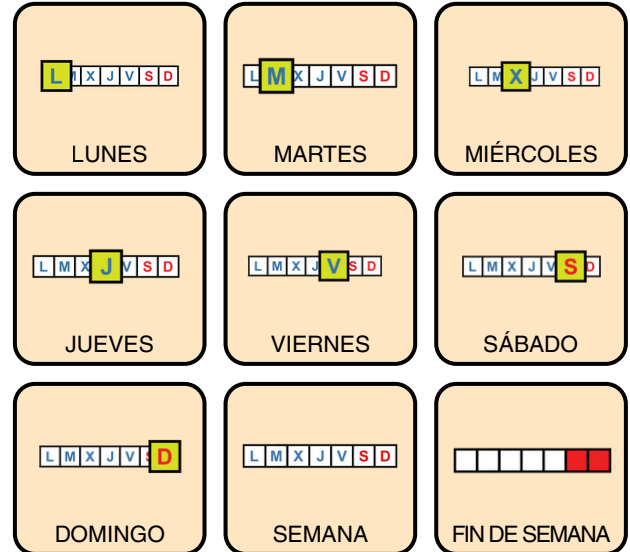 L M X J V S D
L M X J V S D
L M X J V S D
LUNES
MARTES
MIÉRCOLES
L M X J V S D
L M X J V S D
L M X J V S D
JUEVES
VIERNES
SÁBADO
L M X J V S D
L M X J V S D
DOMINGO
SEMANA
FIN DE SEMANA